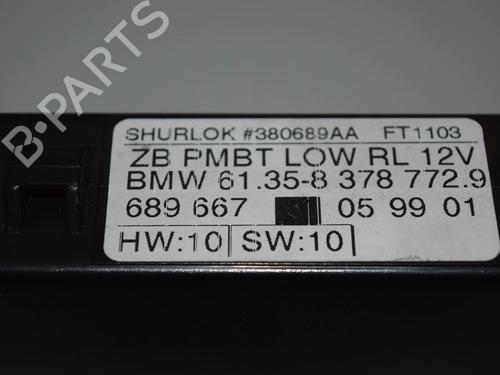 SHURLOK #380689AA FT1103
ZB PMBT LOW RL 12V
BMW 61.35-8 378 772.9
689 667 05 99 01
HW:10 SW:10
B-PARTS